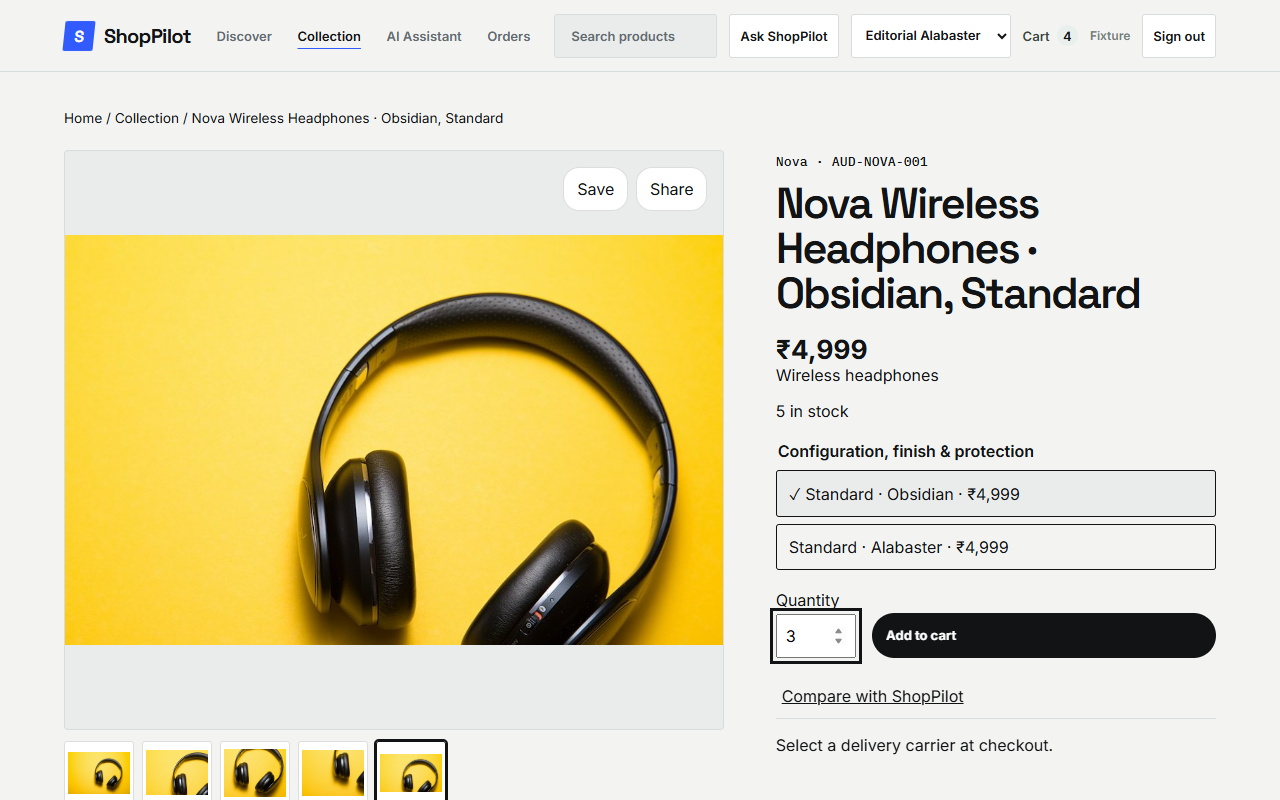 S ShopPilot Discover Collection AI Assistant Orders Search products Ask ShopPilot Editorial Alabaster Cart 4 Fixture Sign out
Home / Collection / Nova Wireless Headphones · Obsidian, Standard
Save Share
Nova · AUD-NOVA-001
Nova Wireless
Headphones ·
Obsidian, Standard
₹4,999
Wireless headphones
5 in stock
Configuration, finish & protection
✓ Standard · Obsidian · ₹4,999
Standard · Alabaster · ₹4,999
Quantity
3 Add to cart
Compare with ShopPilot
Select a delivery carrier at checkout.